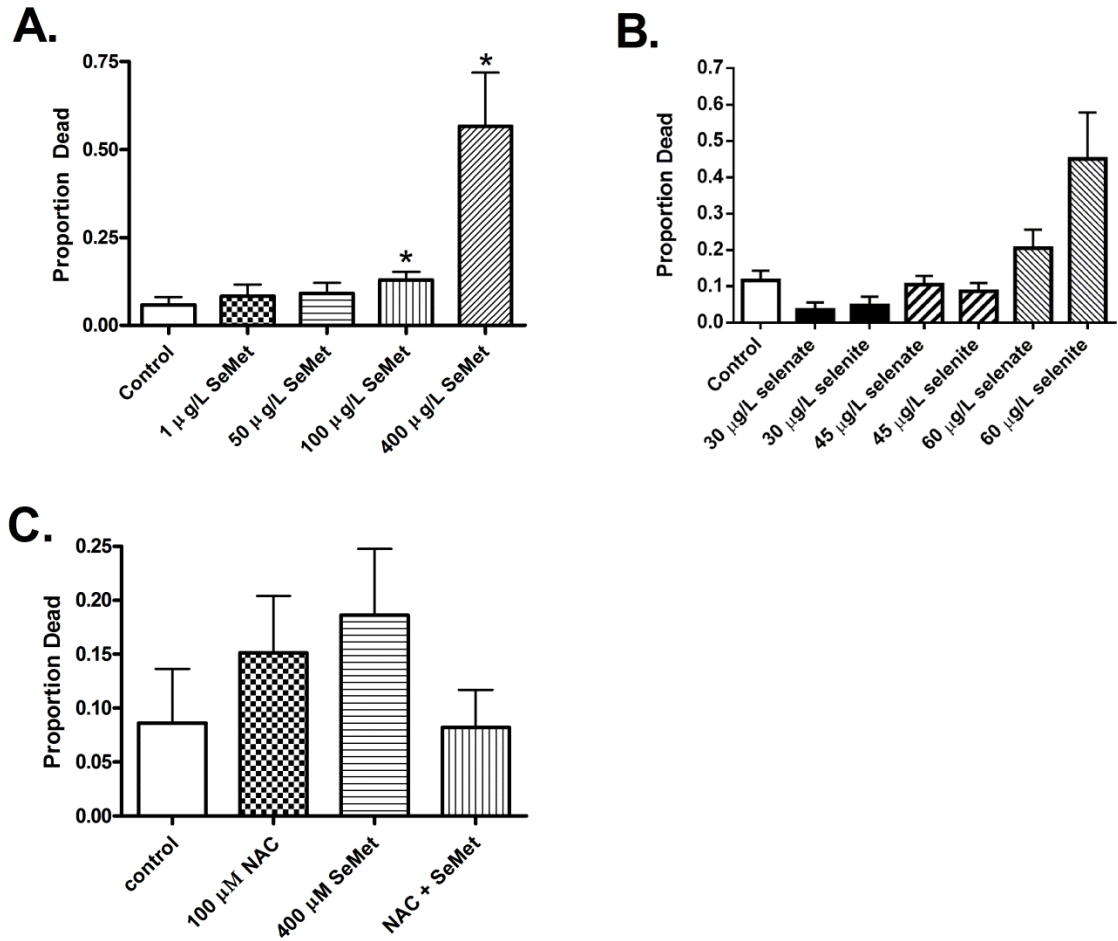 A.
Proportion Dead
0.75
0.50
0.25
0.00
*
*
Control
1 μ g/L SeMet
50 μ g/L SeMet
100 μ g/L SeMet
400 μ g/L SeMet
B.
Proportion Dead
0.7
0.6
0.5
0.4
0.3
0.2
0.1
0.0
Control
30 μg/L selenate
30 μg/L selenite
45 μg/L selenate
45 μg/L selenite
60 μg/L selenate
60 μg/L selenite
C.
Proportion Dead
0.25
0.20
0.15
0.10
0.05
0.00
control
100 μM NAC
400 μM SeMet
NAC + SeMet